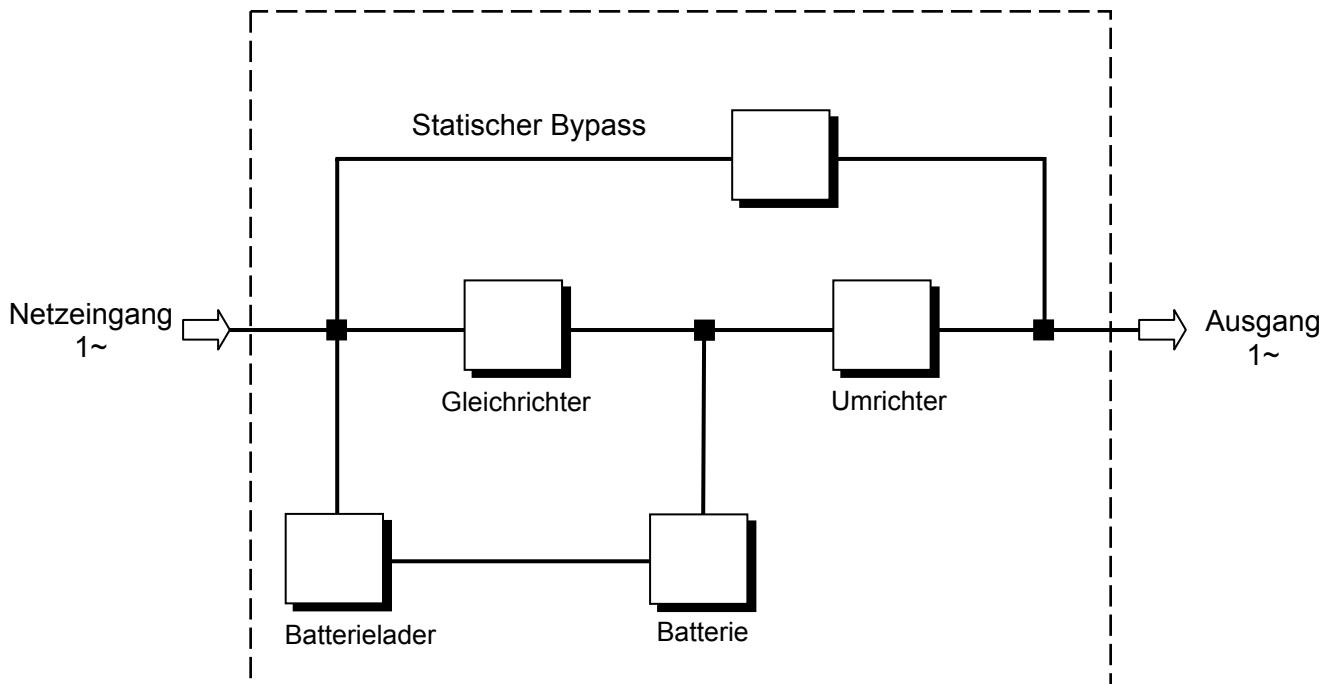 Statischer Bypass
Netzeingang
1~
Ausgang
1~
Gleichrichter
Umrichter
Batterielader
Batterie